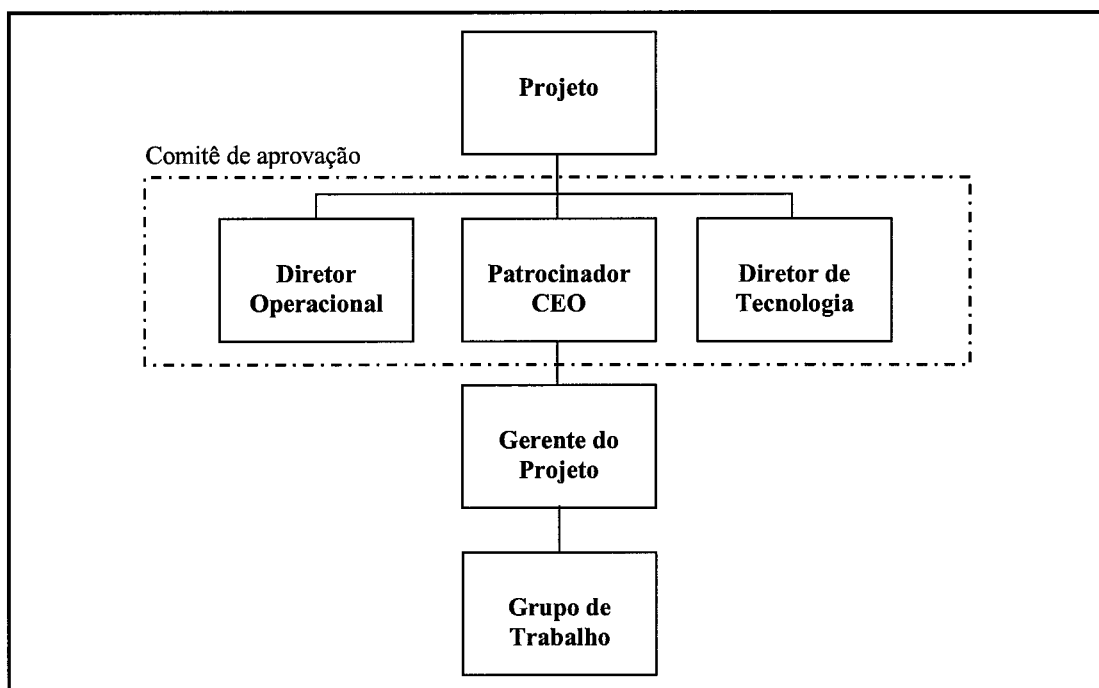 Projeto
Comitê de aprovação
Diretor
Operacional
Patrocinador
CEO
Diretor de
Tecnologia
Gerente do
Projeto
Grupo de
Trabalho